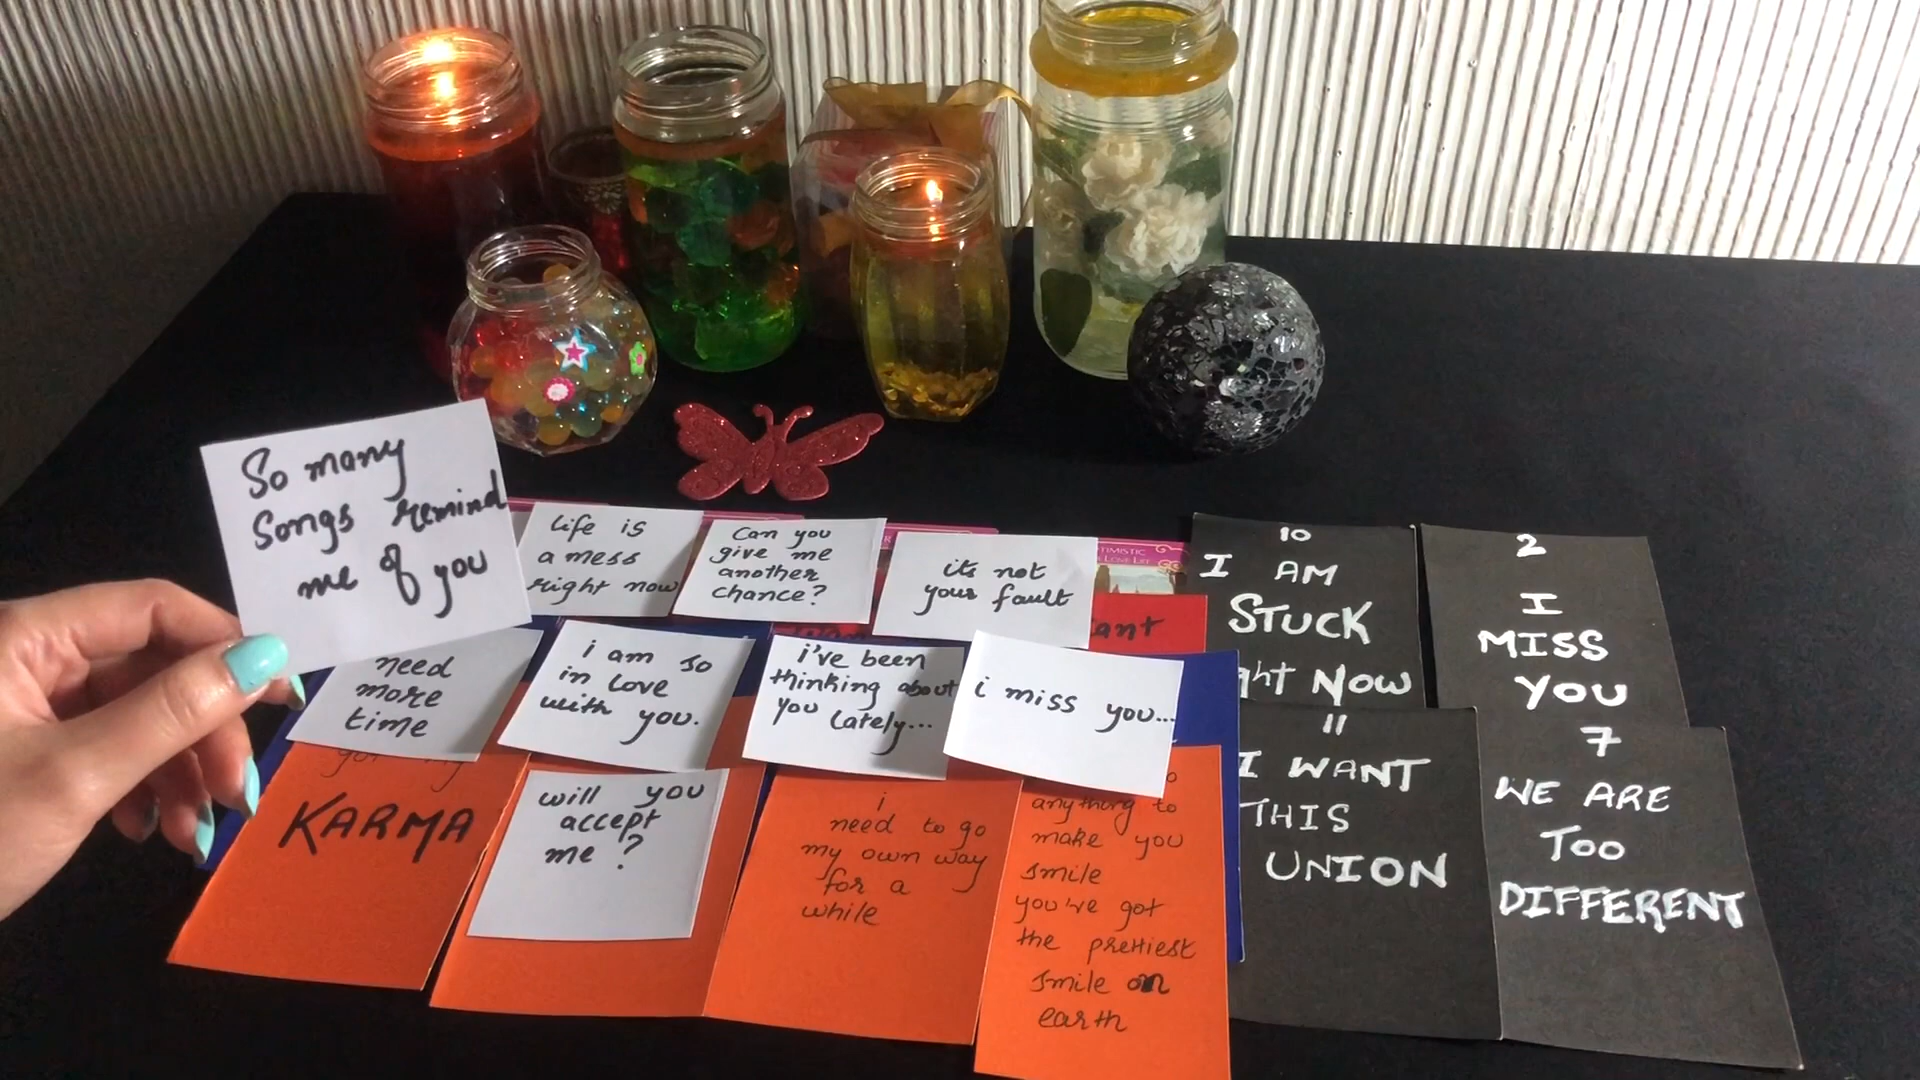 So many
Songs remind
me of you
Life is
a mess
right now
Can you
give me
another
chance?
its not
your fault
need
more
time
i am so
in love
with you.
i've been
thinking about
you lately...
i miss you...
KARMA
will you
accept
me ?
i
need to go
my own way
for a
while
anything to
make you
smile
you've got
the prettiest
smile on
earth
10
I AM
STUCK
NOW
2
I
MISS
YOU
11
I WANT
THIS
UNION
7
WE ARE
TOO
DIFFERENT